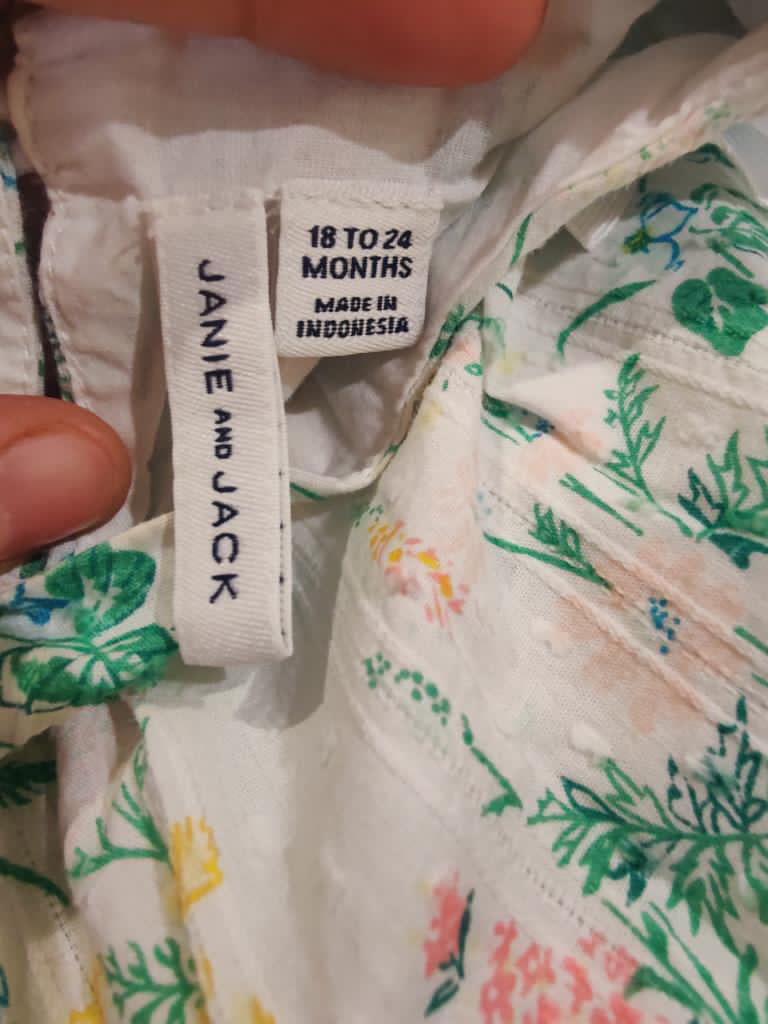 JANIE AND JACK
18 TO 24
MONTHS
MADE IN
INDONESIA